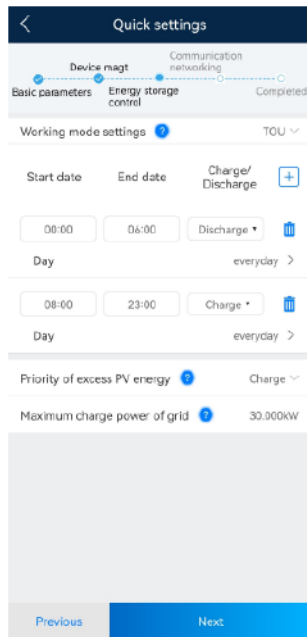 Quick settings
Communication
Device magt networking
Basic parameters Energy storage Completed
control
Working mode settings ? TOU
Start date End date Charge/
Discharge +
00:00 06:00 Discharge
Day everyday >
08:00 23:00 Charge
Day everyday >
Priority of excess PV energy ? Charge
Maximum charge power of grid ? 30.000kW
Previous Next